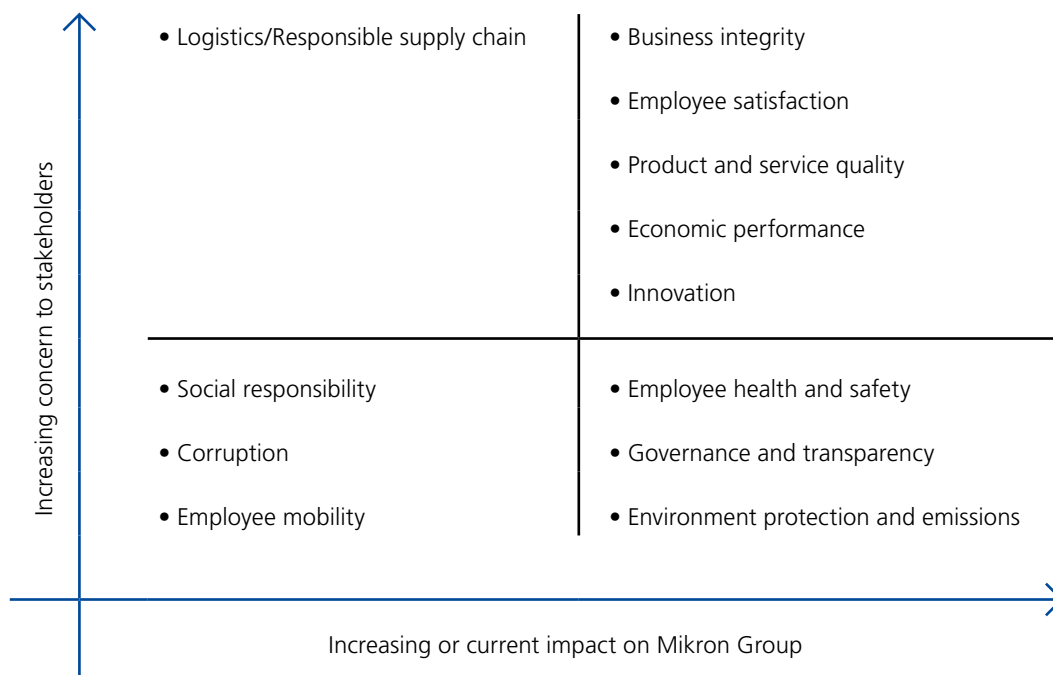 Increasing concern to stakeholders
• Logistics/Responsible supply chain
• Business integrity
• Employee satisfaction
• Product and service quality
• Economic performance
• Innovation
• Social responsibility
• Corruption
• Employee mobility
• Employee health and safety
• Governance and transparency
• Environment protection and emissions
Increasing or current impact on Mikron Group